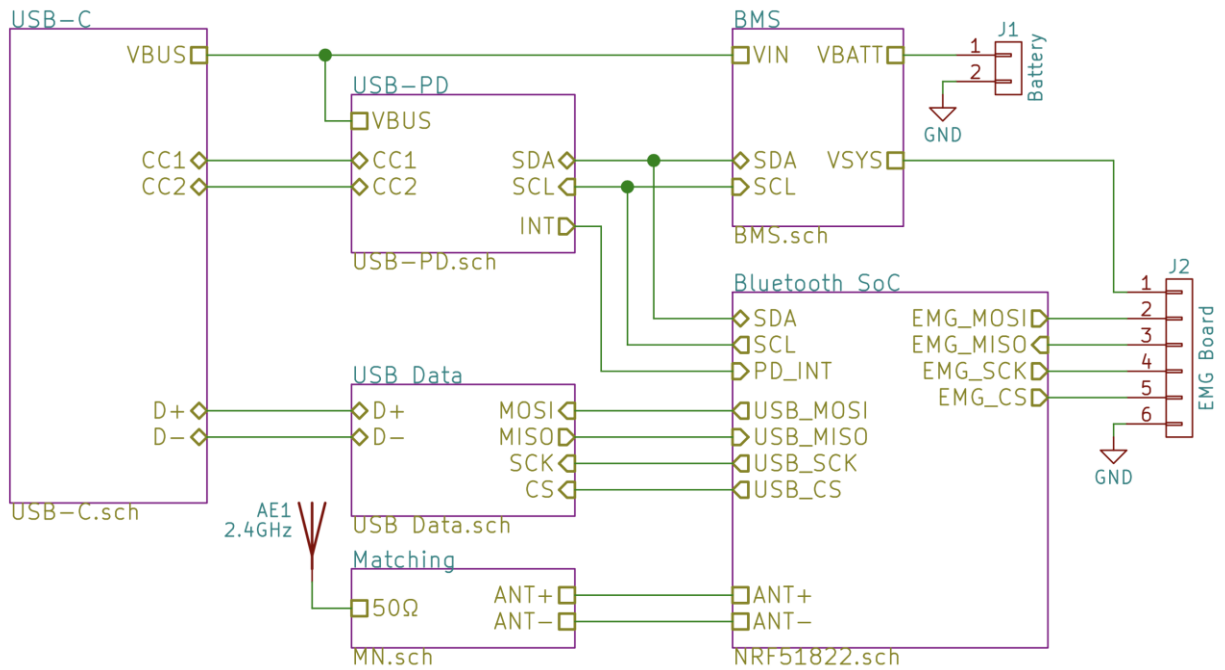 USB-C
VBUS
CC1
CC2
D+
D-
USB-C.sch
USB-PD
VBUS
CC1
CC2
SDA
SCL
INT
USB-PD.sch
BMS
VIN
VBATT
SDA
SCL
VSYS
BMS.sch
J1
Battery
1
2
GND
Bluetooth SoC
SDA
SCL
PD_INT
USB_MOSI
USB_MISO
USB_SCK
USB_CS
ANT+
ANT-
EMG_MOSI
EMG_MISO
EMG_SCK
EMG_CS
NRF51822.sch
J2
EMG Board
1
2
3
4
5
6
GND
USB Data
D+
D-
MOSI
MISO
SCK
CS
USB Data.sch
AE1
2.4GHz
Matching
50Ω
ANT+
ANT-
MN.sch